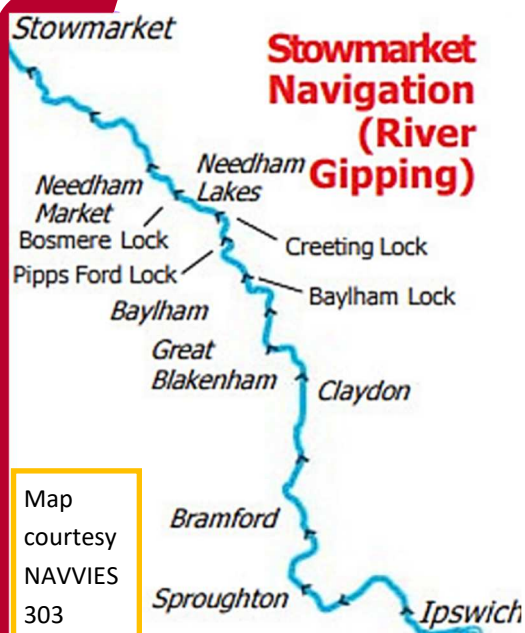 Stowmarket
Stowmarket
Navigation
(River
Gipping)
Needham
Lakes
Needham
Market
Bosmere Lock
Creeting Lock
Pipps Ford Lock
Baylham Lock
Baylham
Great
Blakenham
Claydon
Map
courtesy
NAVVIES
303
Bramford
Sproughton
Ipswich